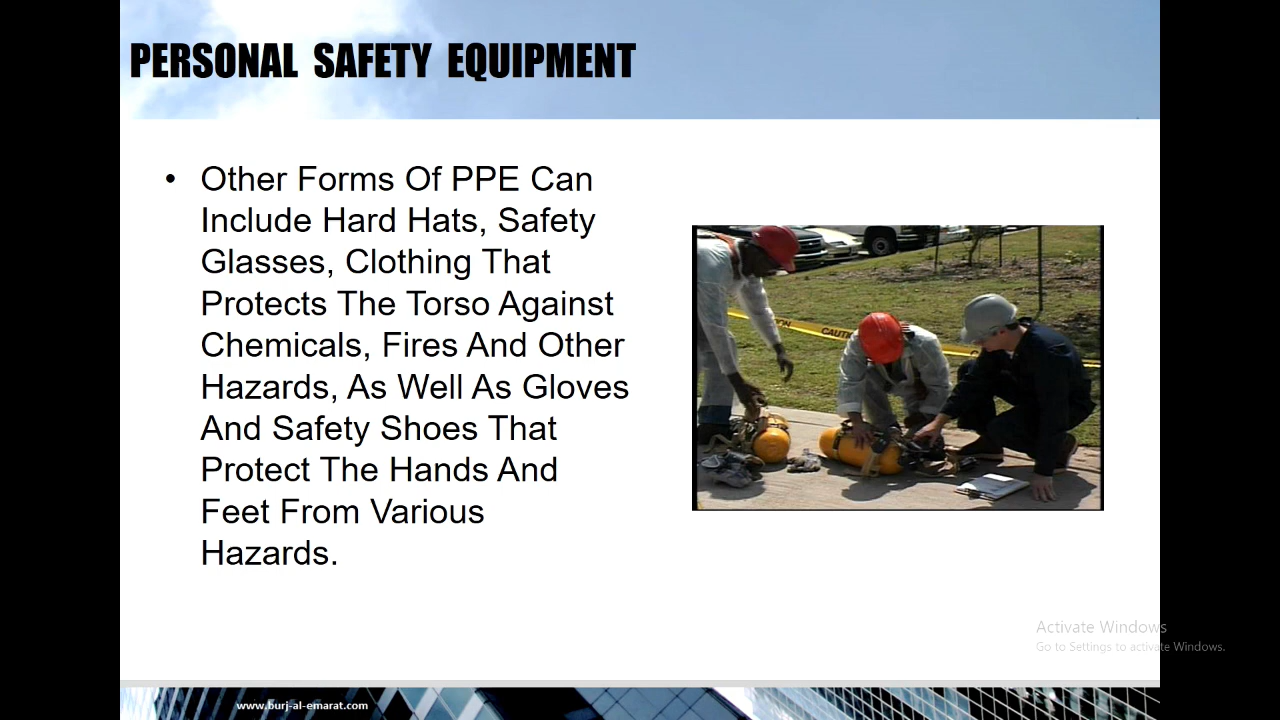 PERSONAL SAFETY EQUIPMENT
• Other Forms Of PPE Can
Include Hard Hats, Safety
Glasses, Clothing That
Protects The Torso Against
Chemicals, Fires And Other
Hazards, As Well As Gloves
And Safety Shoes That
Protect The Hands And
Feet From Various
Hazards.
CAUTI
Activate Windows
Go to Settings to activate Windows.
www.burj-al-emarat.com